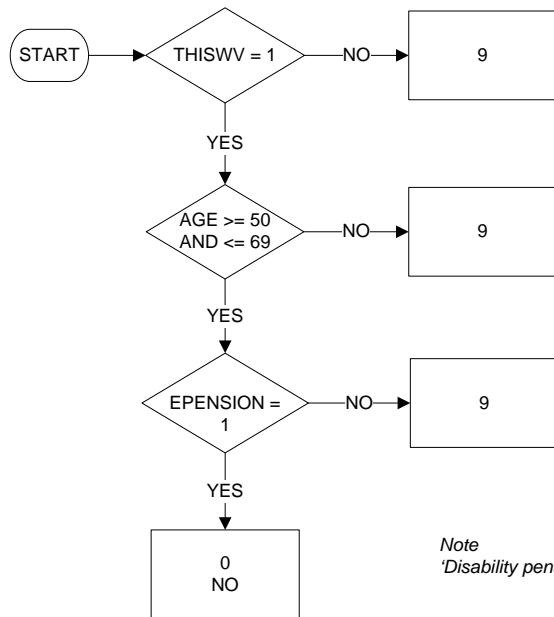 START
THISWV = 1
NO
9
YES
AGE >= 50
AND <= 69
NO
9
YES
EPENSION =
1
NO
9
YES
0
NO
Note
‘Disability